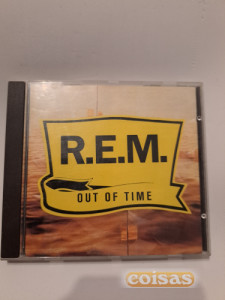 R.E.M.
OUT OF TIME
coisas